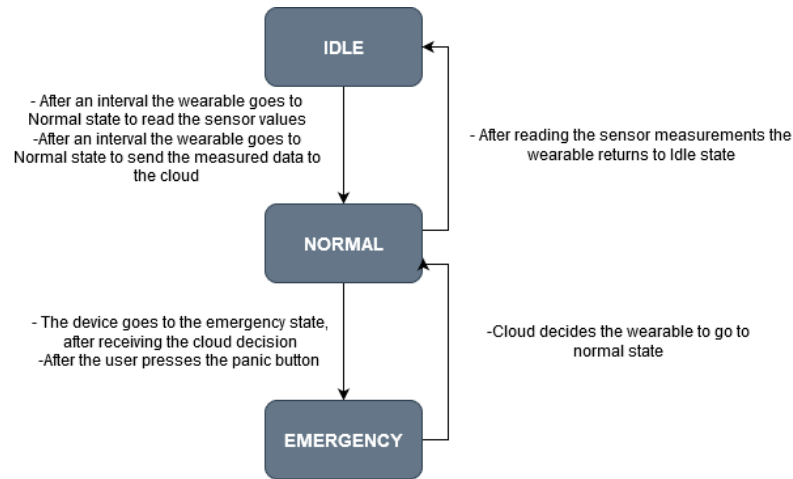 IDLE
- After an interval the wearable goes to
Normal state to read the sensor values
-After an interval the wearable goes to
Normal state to send the measured data to
the cloud
- After reading the sensor measurements the
wearable returns to Idle state
NORMAL
- The device goes to the emergency state,
after receiving the cloud decision
-After the user presses the panic button
-Cloud decides the wearable to go to
normal state
EMERGENCY